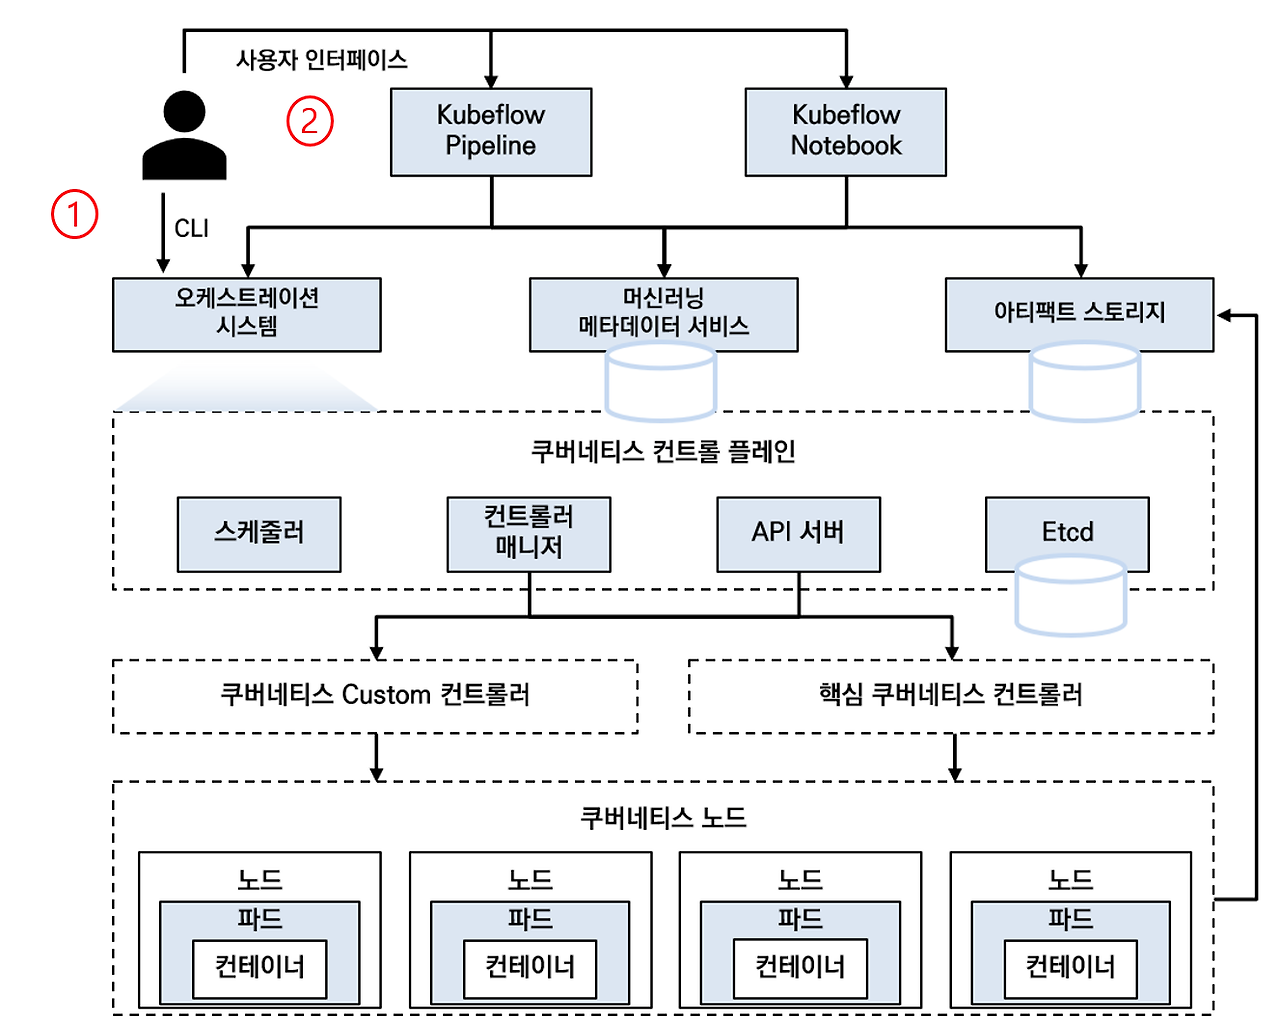 사용자 인터페이스
②
Kubeflow
Pipeline
Kubeflow
Notebook
①
CLI
오케스트레이션
시스템
머신러닝
메타데이터 서비스
아티팩트 스토리지
쿠버네티스 컨트롤 플레인
스케줄러
컨트롤러
매니저
API 서버
Etcd
쿠버네티스 Custom 컨트롤러
핵심 쿠버네티스 컨트롤러
쿠버네티스 노드
노드
파드
컨테이너
노드
파드
컨테이너
노드
파드
컨테이너
노드
파드
컨테이너